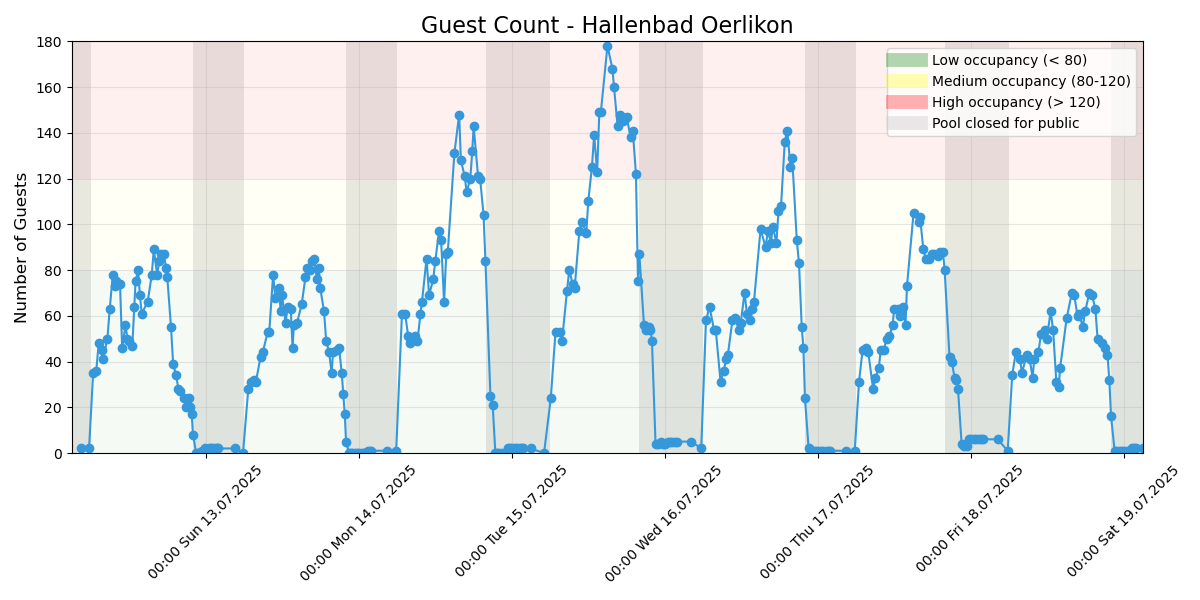 Guest Count - Hallenbad Oerlikon
Number of Guests
180
160
140
120
100
80
60
40
20
0
Low occupancy (< 80)
Medium occupancy (80-120)
High occupancy (> 120)
Pool closed for public
00:00 Sun 13.07.2025
00:00 Mon 14.07.2025
00:00 Tue 15.07.2025
00:00 Wed 16.07.2025
00:00 Thu 17.07.2025
00:00 Fri 18.07.2025
00:00 Sat 19.07.2025